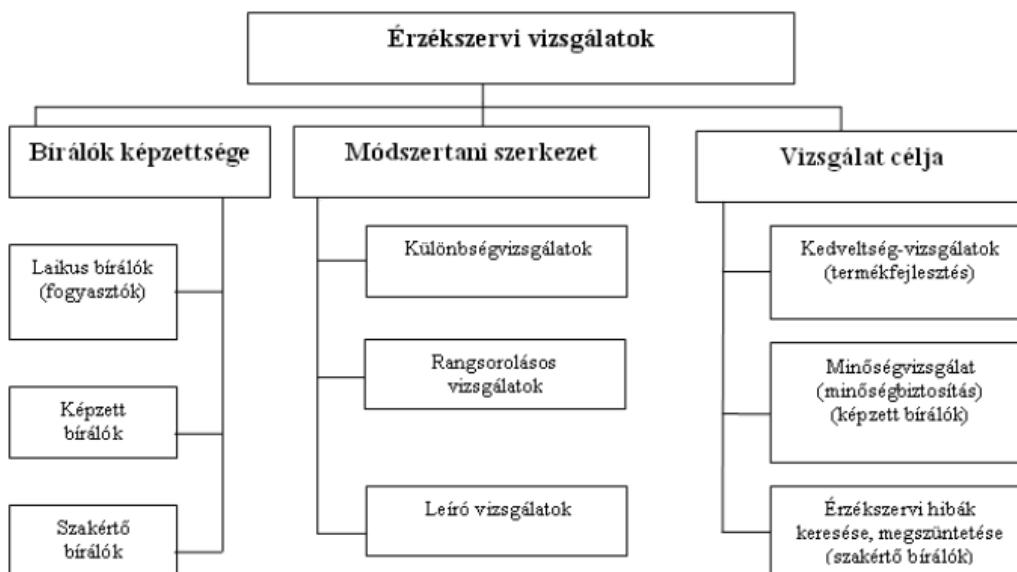 Érzékszervi vizsgálatok
Bírálók képzettsége
Laikus bírálók
(fogyasztók)
Képzett
bírálók
Szakértő
bírálók
Módszertani szerkezet
Különbségvizsgálatok
Rangsorolásos
vizsgálatok
Leíró vizsgálatok
Vizsgálat célja
Kedveltség-vizsgálatok
(termékfejlesztés)
Minőségvizsgálat
(minőségbiztosítás)
(képzett bírálók)
Érzékszervi hibák
keresése, megszüntetése
(szakértő bírálók)